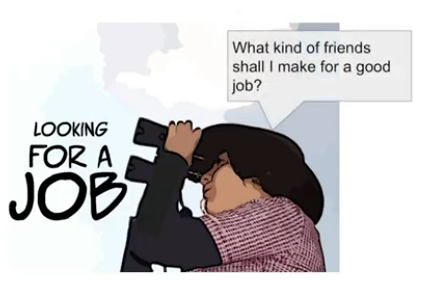 What kind of friends
shall I make for a good
job?
LOOKING
FOR A
JOB